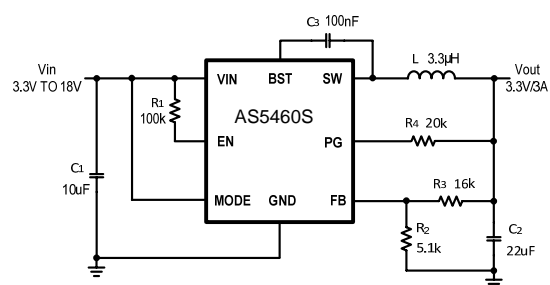 C3 100nF
Vin
3.3V TO 18V
L 3.3μH
Vout
3.3V/3A
VIN
BST
SW
R1
100k
AS5460S
EN
PG
R4 20k
C1
10uF
MODE
GND
FB
R3 16k
R2
5.1k
C2
22uF